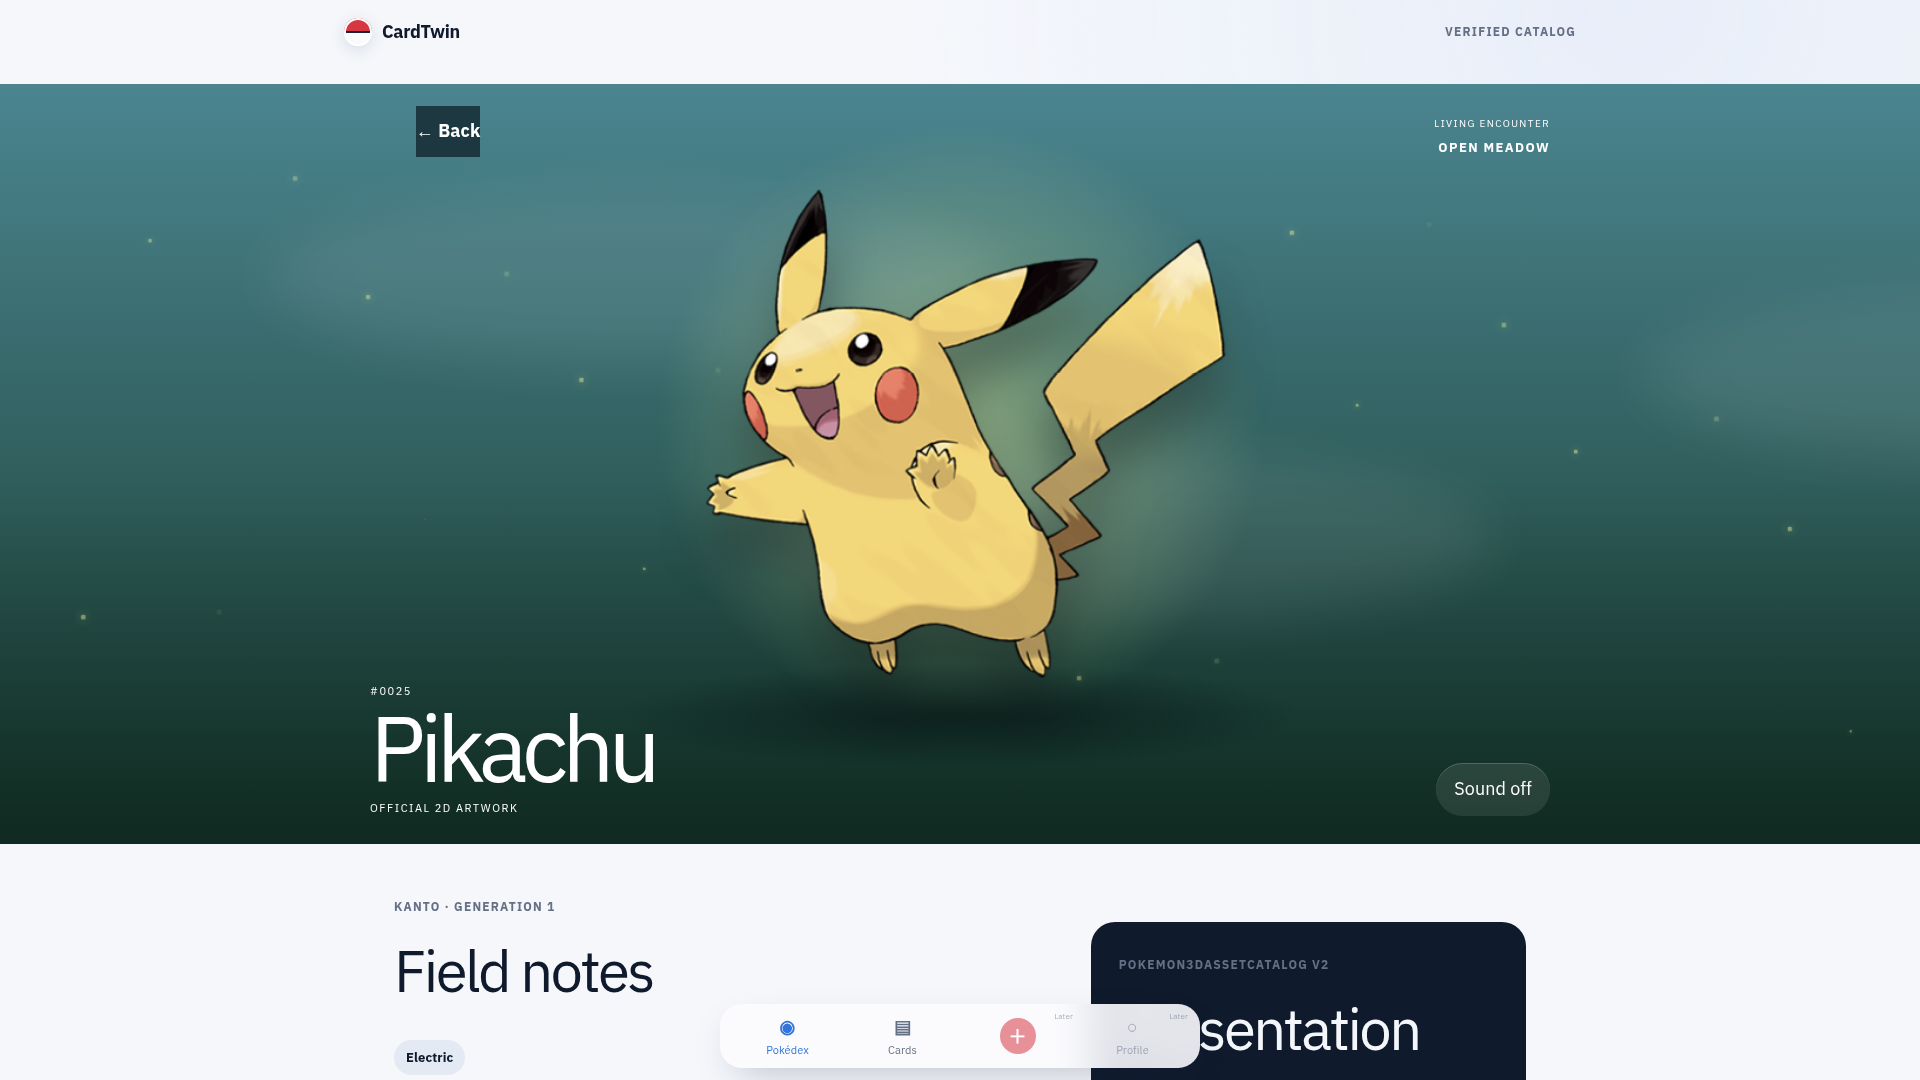 CardTwin
VERIFIED CATALOG
← Back
LIVING ENCOUNTER
OPEN MEADOW
#0025
Pikachu
OFFICIAL 2D ARTWORK
Sound off
KANTO · GENERATION 1
Field notes
Electric
POKEMON3DASSETCATALOG V2
sentation
Pokédex
Cards
+
Later
Profile
Later